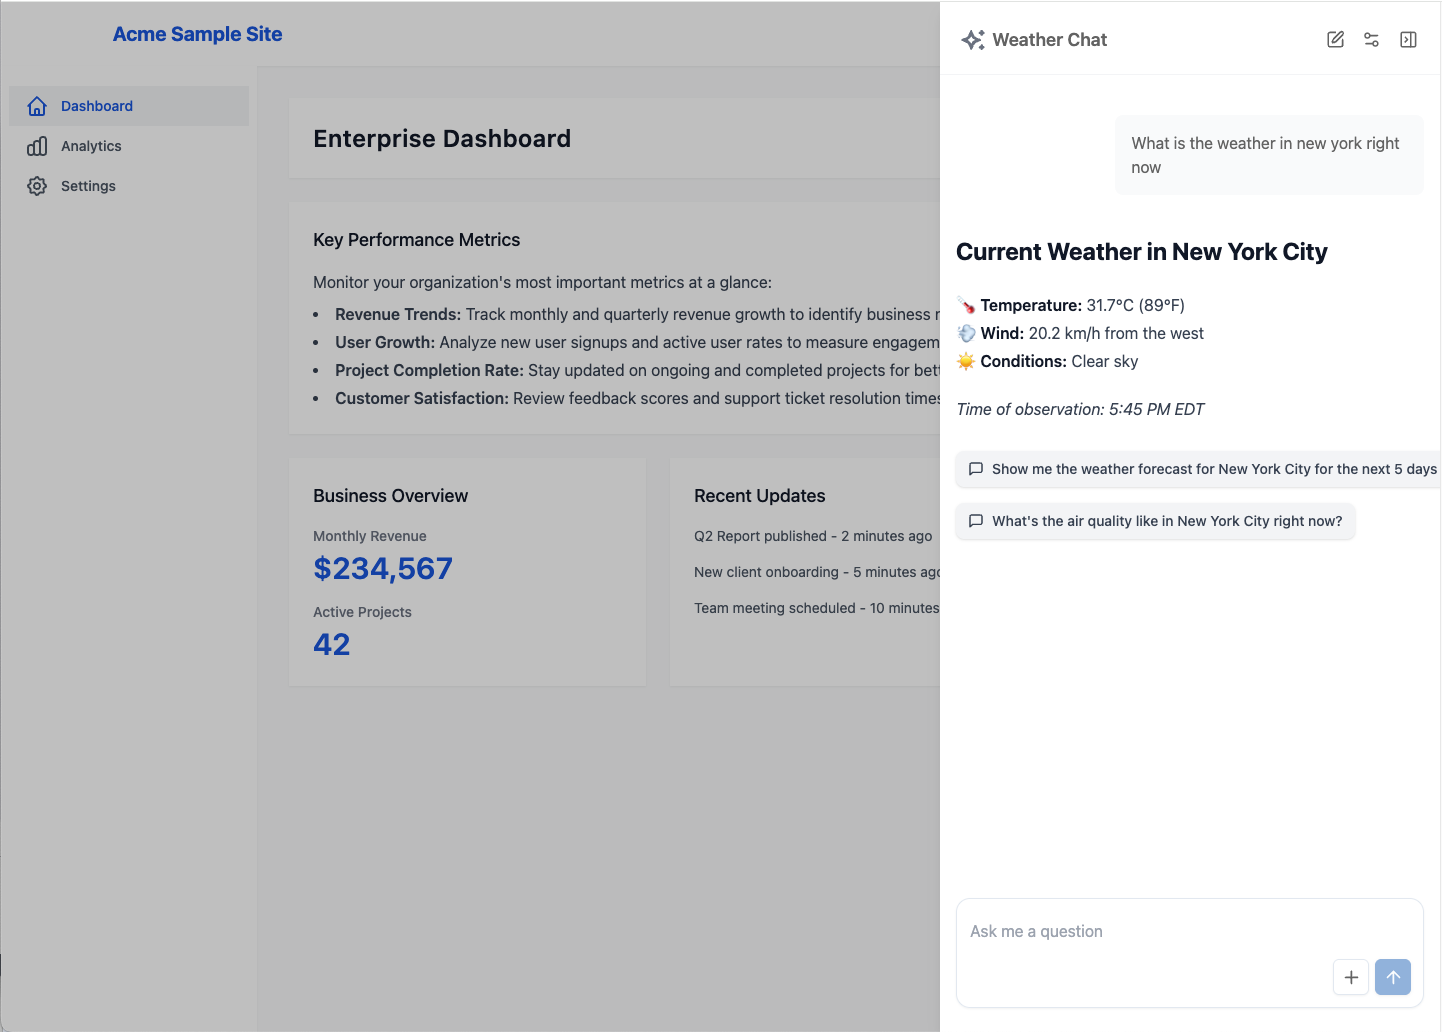 Acme Sample Site
Dashboard
Analytics
Settings
Enterprise Dashboard
Key Performance Metrics
Monitor your organization's most important metrics at a glance:
• Revenue Trends: Track monthly and quarterly revenue growth to identify business
• User Growth: Analyze new user signups and active user rates to measure
• Project Completion Rate: Stay updated on ongoing and completed projects for
• Customer Satisfaction: Review feedback scores and support ticket resolution times
Business Overview
Monthly Revenue
$234,567
Active Projects
42
Recent Updates
Q2 Report published - 2 minutes ago
New client onboarding - 5 minutes ago
Team meeting scheduled - 10 minutes
Weather Chat
What is the weather in new york right
now
Current Weather in New York City
🌡️ Temperature: 31.7°C (89°F)
💨 Wind: 20.2 km/h from the west
☀️ Conditions: Clear sky
Time of observation: 5:45 PM EDT
Show me the weather forecast for New York City for the next 5 days
What's the air quality like in New York City right now?
Ask me a question